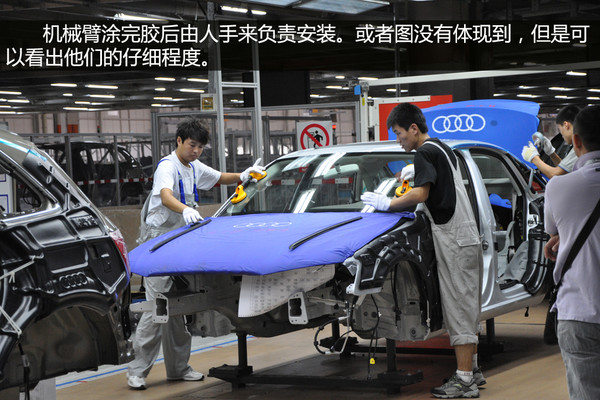 机械臂涂完胶后由人手来负责安装。或者图没有体现到，但是可
以看出他们的仔细程度。